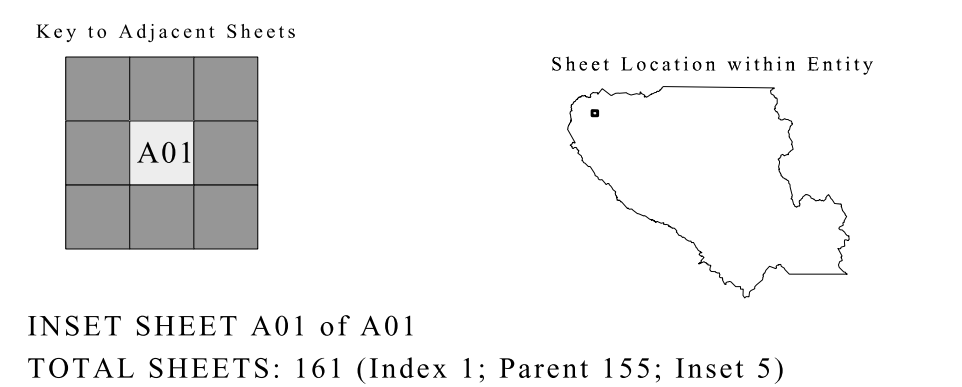 Key to Adjacent Sheets
Sheet Location within Entity
A01
INSET SHEET A01 of A01
TOTAL SHEETS: 161 (Index 1; Parent 155; Inset 5)